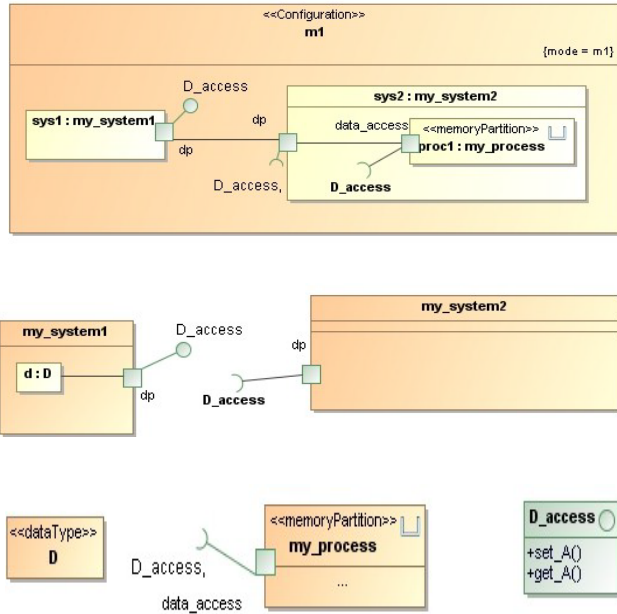 <<Configuration>>
m1
{mode = m1}
D_access
sys1 : my_system1
dp
dp
D_access,
sys2 : my_system2
data_access
<<memoryPartition>>
proc1 : my_process
D_access
my_system1
d : D
D_access
dp
D_access
dp
my_system2
<<dataType>>
D
D_access,
data_access
<<memoryPartition>>
my_process
...
D_access
+set_A()
+get_A()